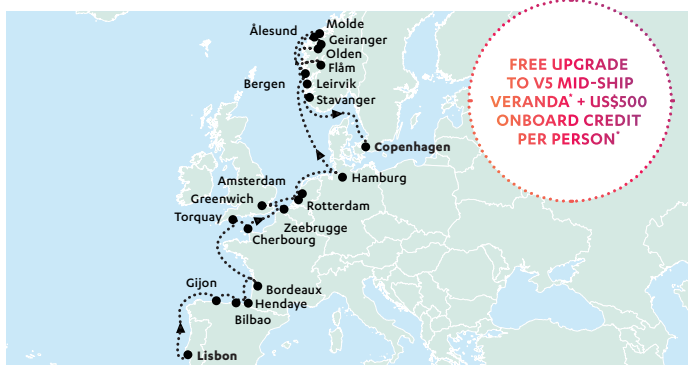 Molde
Ålesund
Geiranger
Olden
Flåm
Bergen
Leirvik
Stavanger
Copenhagen
Hamburg
Amsterdam
Greenwich
Rotterdam
Torquay
Zeebrugge
Cherbourg
Gijon
Bordeaux
Hendaye
Bilbao
Lisbon
FREE UPGRADE
TO V5 MID-SHIP
VERANDA* + US$500
ONBOARD CREDIT
PER PERSON*